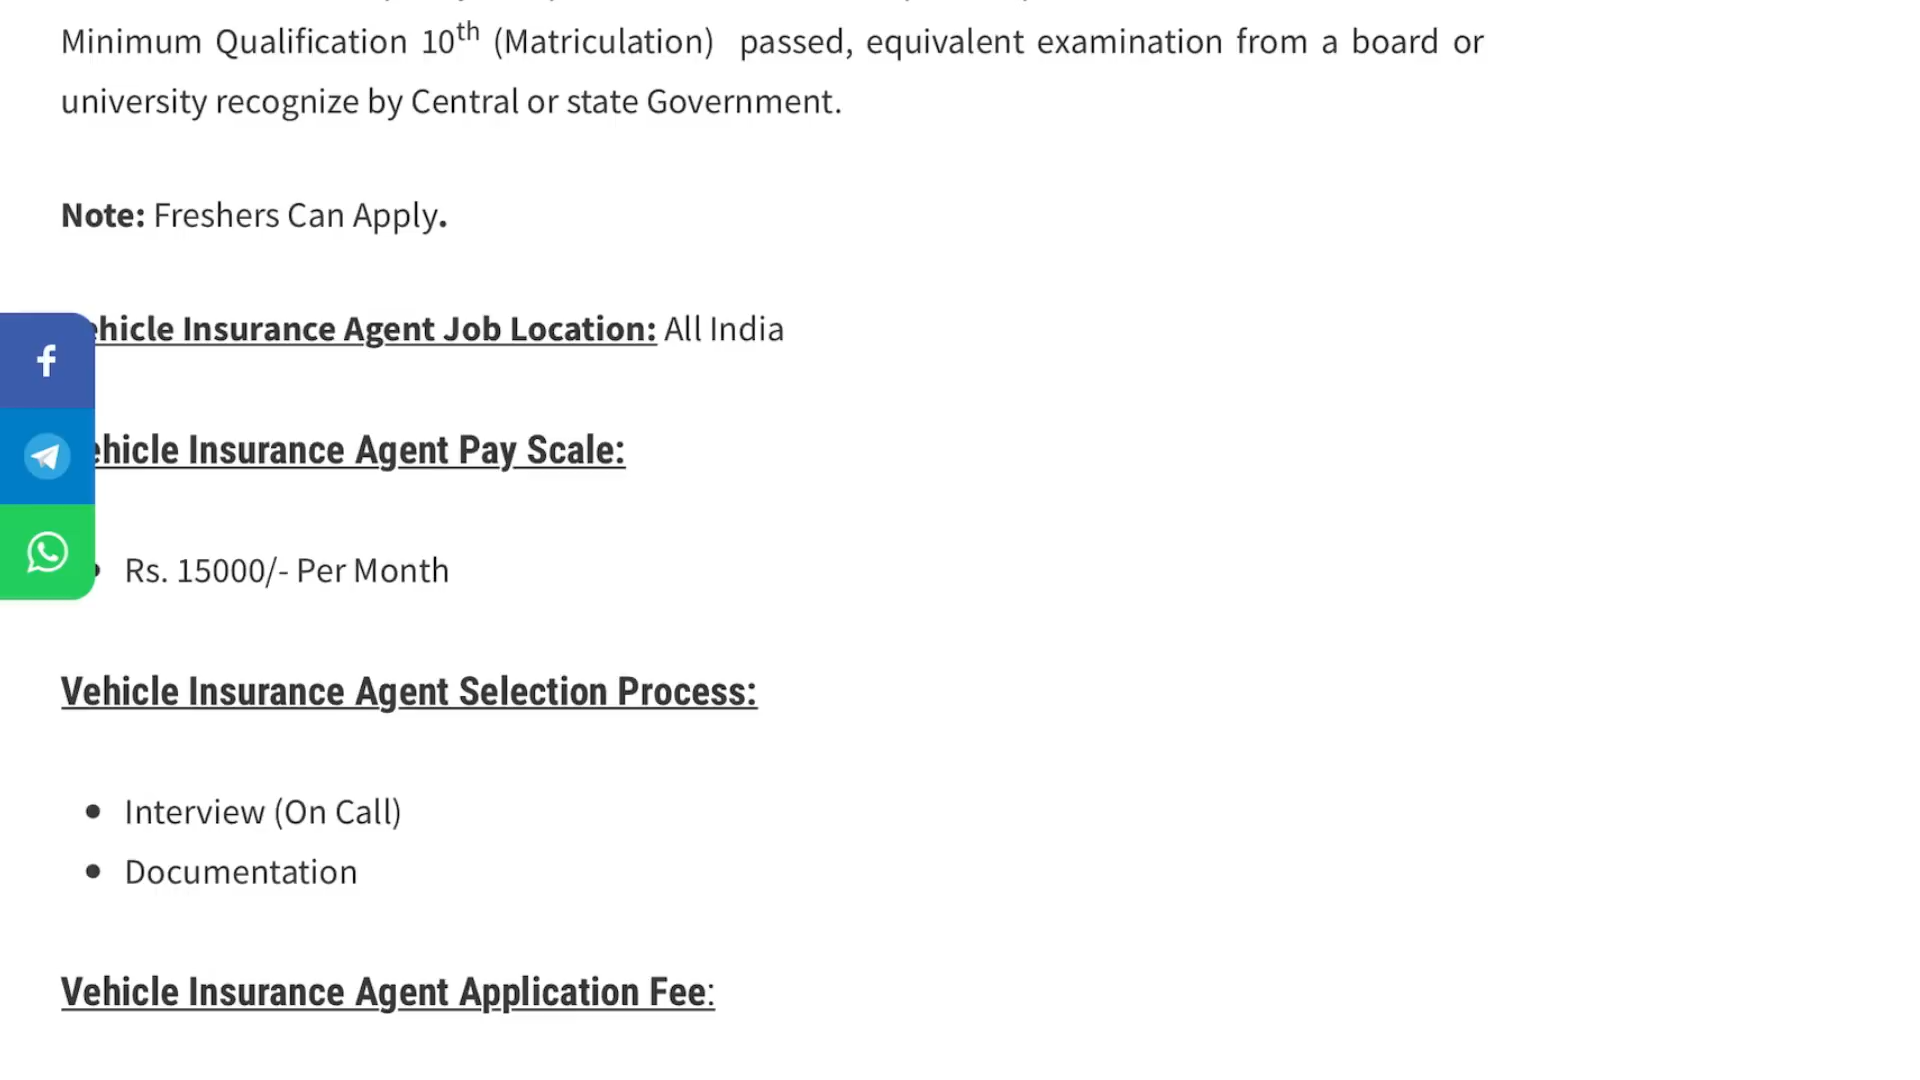 Minimum Qualification 10th (Matriculation) passed, equivalent examination from a board or
university recognize by Central or state Government.
Note: Freshers Can Apply.
ehicle Insurance Agent Job Location: All India
ehicle Insurance Agent Pay Scale:
Rs. 15000/- Per Month
Vehicle Insurance Agent Selection Process:
Interview (On Call)
Documentation
Vehicle Insurance Agent Application Fee: